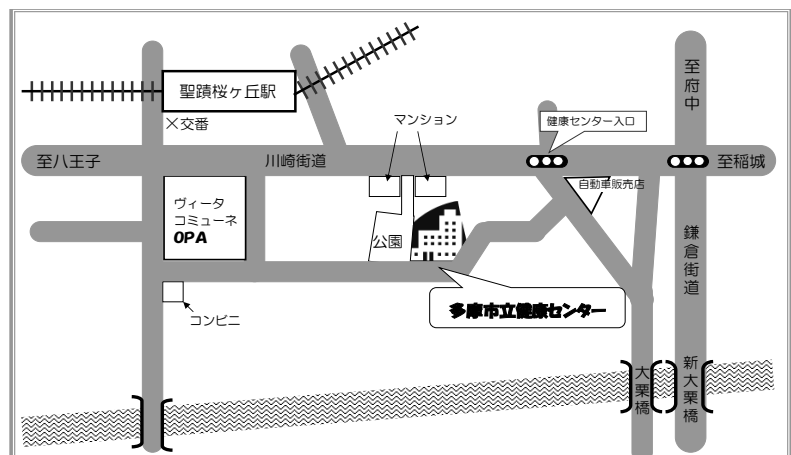 聖蹟桜ヶ丘駅
×交番
マンション
健康センター入口
至府中
至八王子
川崎街道
至稲城
自動車販売店
ヴィータ
コミューネ
OPA
公園
鎌倉街道
多摩市立健康センター
コンビニ
大栗橋
新大栗橋